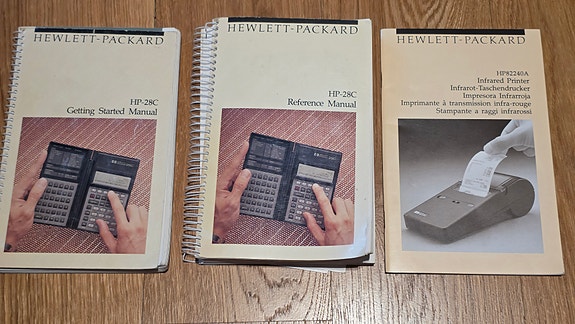 HEWLETT-PACKARD
HP-28C
Getting Started Manual
HEWLETT-PACKARD
HP-28C
Reference Manual
HEWLETT-PACKARD
HP82240A
Infrared Printer
Infrarot-Taschendrucker
Impresora Infrarroja
Imprimante à transmission infra-rouge
Stampante a raggi infrarossi